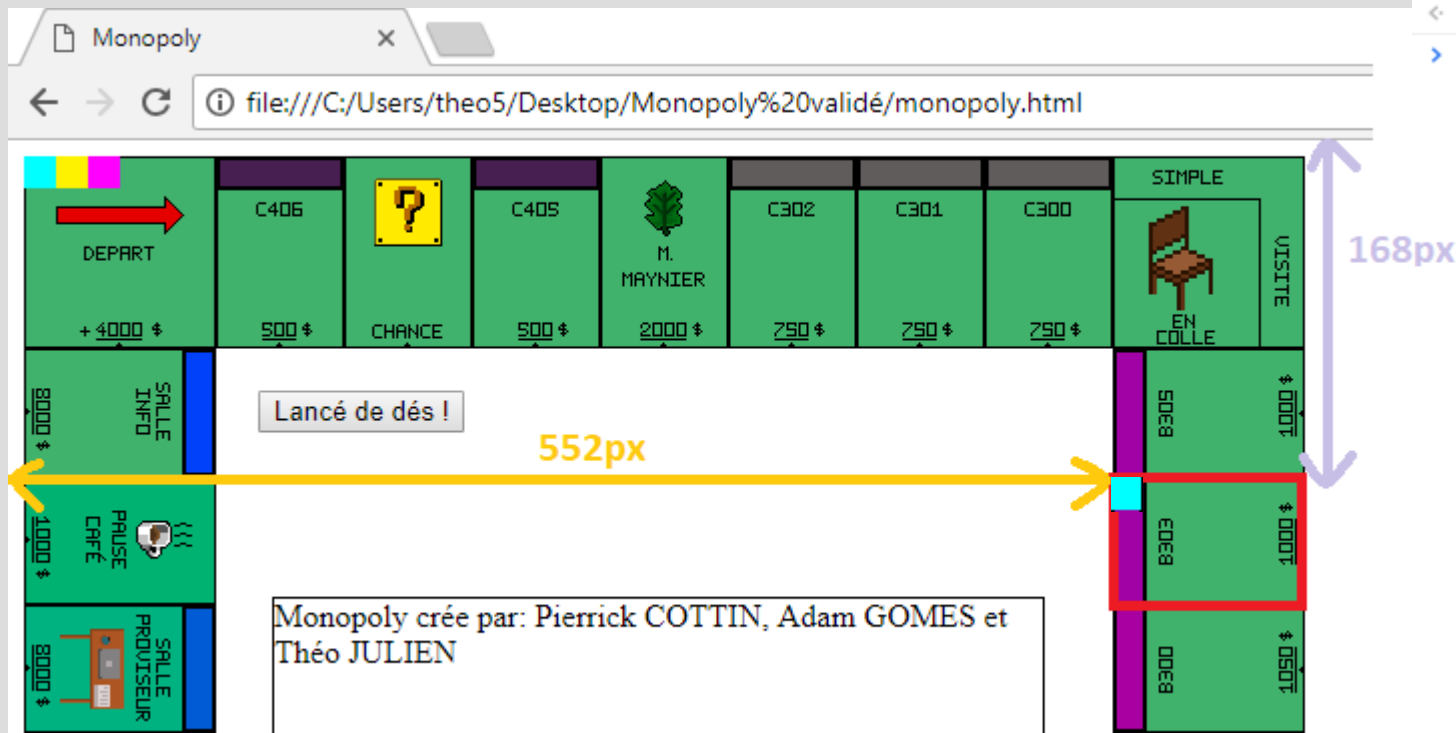 Monopoly
file:///C:/Users/theo5/Desktop/Monopoly%20validé/monopoly.html
DEPART
+ 4000 $
C406
500 $
CHANCE
C405
500 $
M.
MAYNIER
2000 $
C302
750 $
C301
750 $
C300
750 $
SIMPLE
VISITE
EN
COLLE
168px
SALLE
INFO
8000 $
Lancé de dés !
552px
B305
1000 $
PAUSE
CAFÉ
1000 $
B303
1000 $
SALLE
PROVISEUR
8000 $
Monopoly crée par: Pierrick COTTIN, Adam GOMES et
Théo JULIEN
B300
1050 $